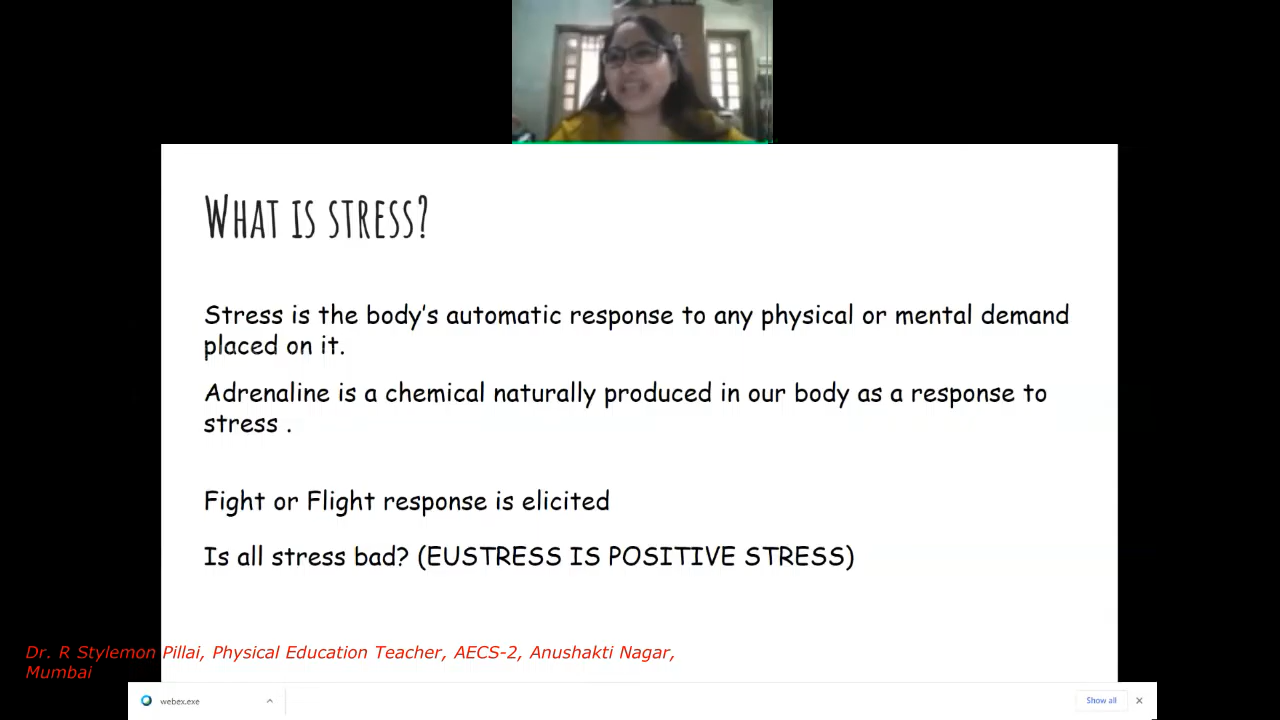 What is stress?
Stress is the body's automatic response to any physical or mental demand
placed on it.
Adrenaline is a chemical naturally produced in our body as a response to
stress .
Fight or Flight response is elicited
Is all stress bad? (EUSTRESS IS POSITIVE STRESS)
Dr. R Stylemon Pillai, Physical Education Teacher, AECS-2, Anushakti Nagar,
Mumbai
webex.exe
Show all